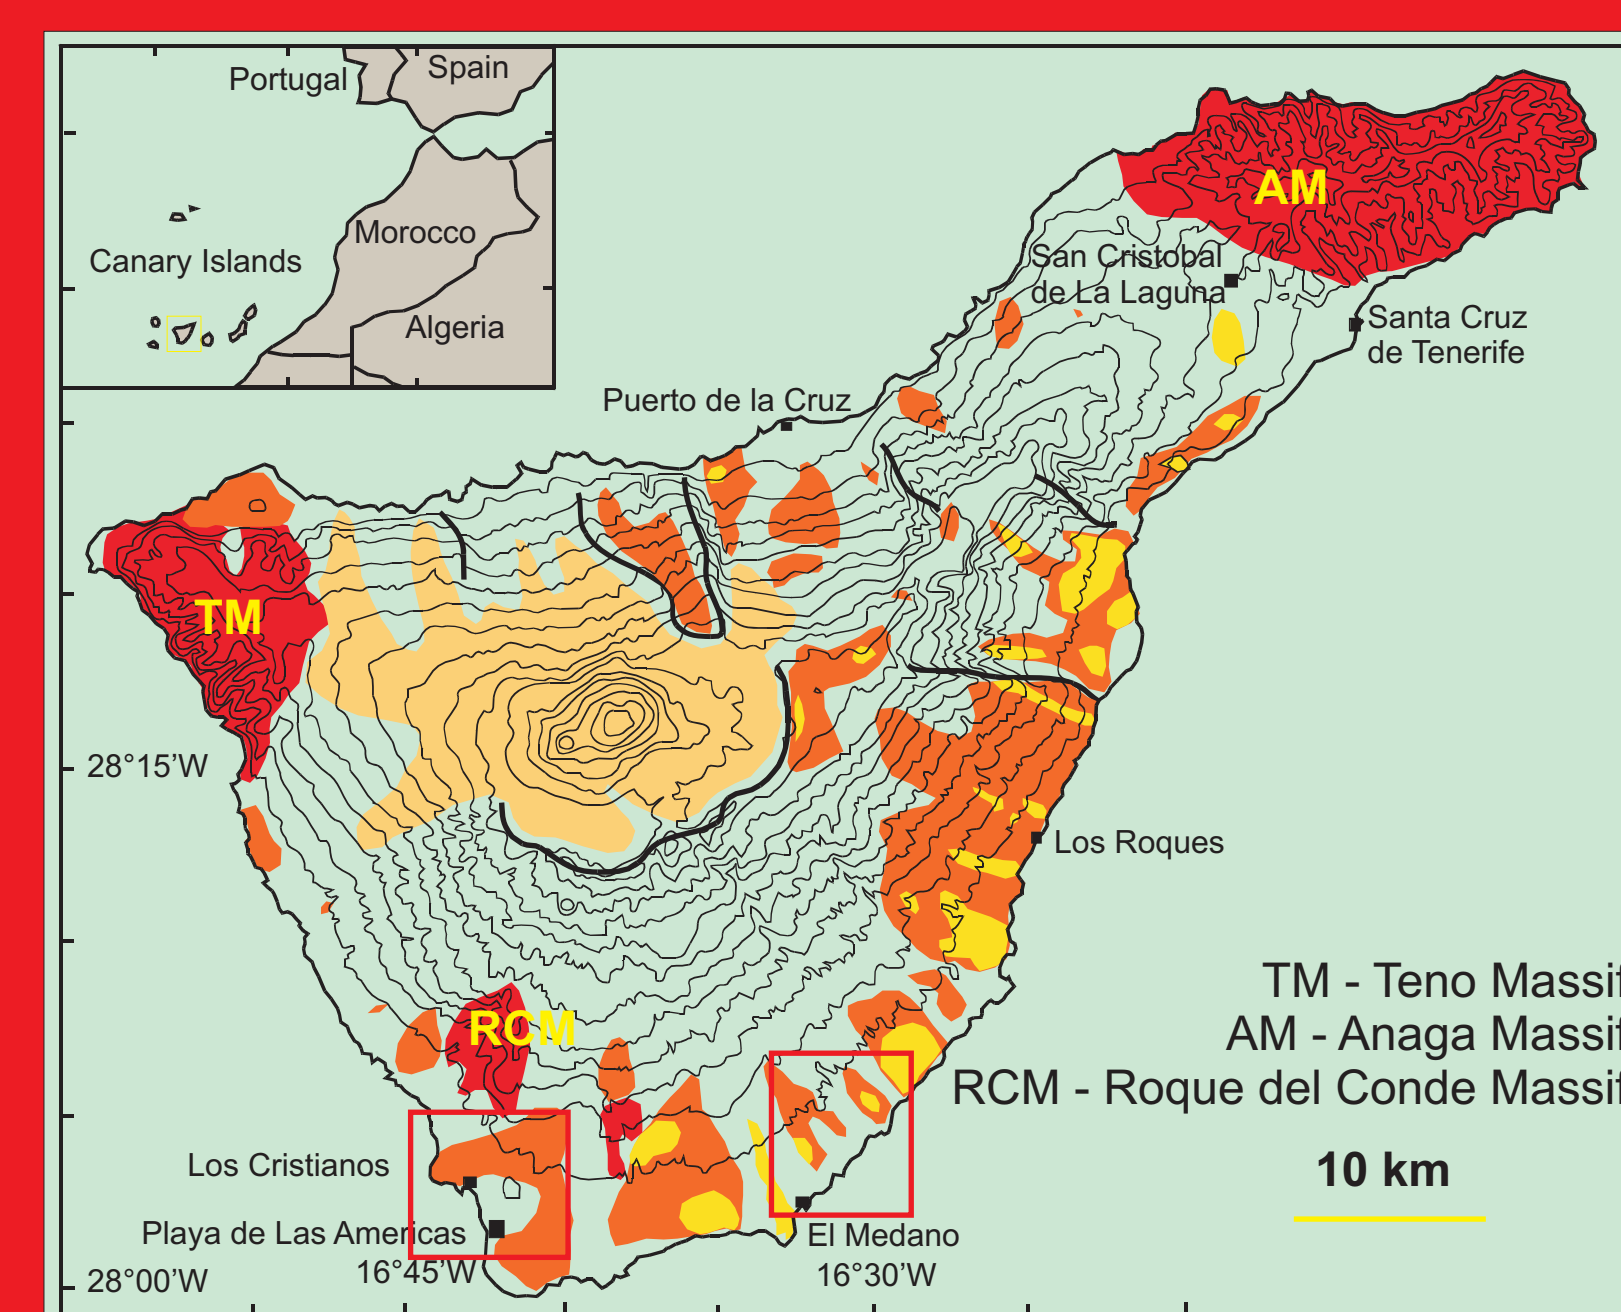 Portugal
Spain
Morocco
Canary Islands
Algeria
AM
San Cristobal
de La Laguna
Santa Cruz
de Tenerife
Puerto de la Cruz
TM
28°15'W
Los Roques
TM - Teno Massif
AM - Anaga Massif
RCM - Roque del Conde Massif
RCM
10 km
Los Cristianos
Playa de Las Americas
El Medano
16°45'W
16°30'W
28°00'W